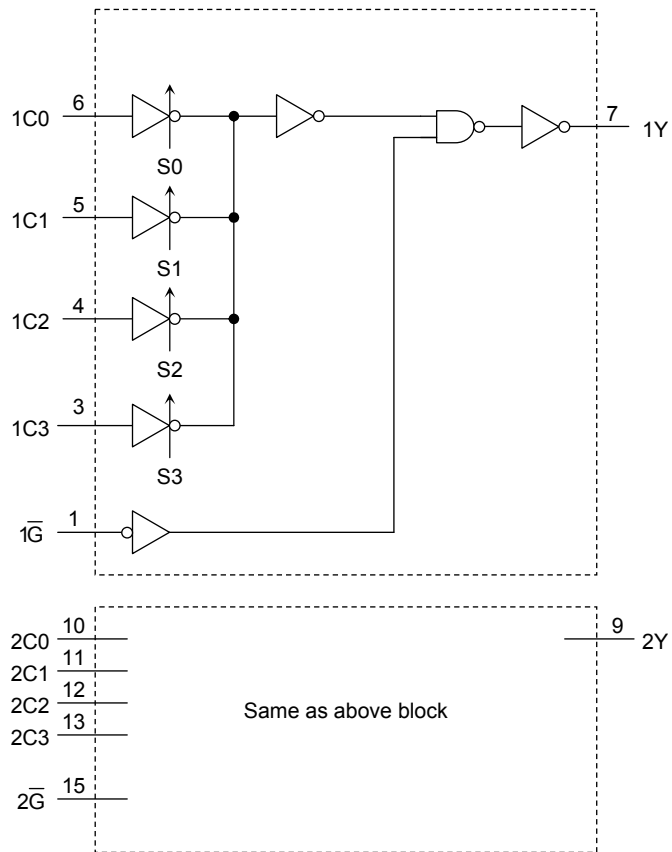 1C0 6 S0 7 1Y
1C1 5 S1
1C2 4 S2
1C3 3 S3
1G̅ 1
2C0 10 9 2Y
2C1 11
2C2 12
2C3 13
Same as above block
2G̅ 15